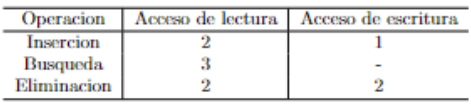 Operacion Acceso de lectura Acceso de escritura
Insercion 2 1
Busqueda 3 -
Eliminacion 2 2